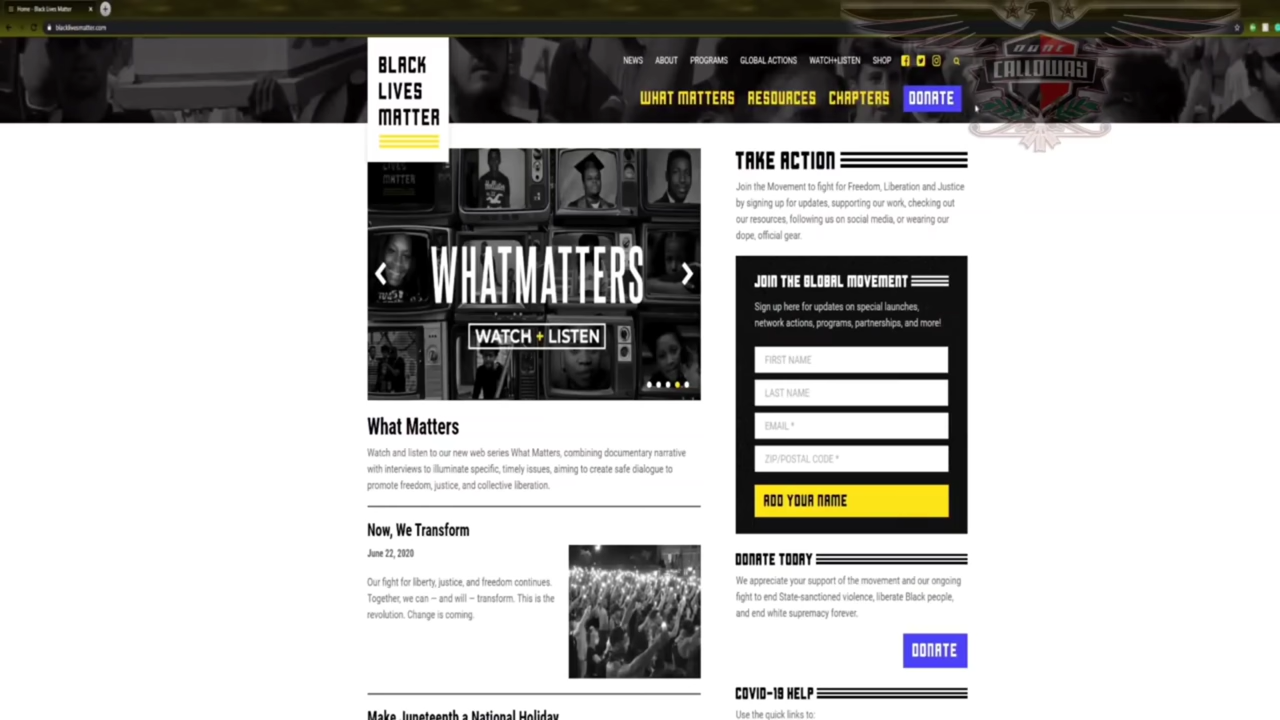 Home - Black Lives Matter
blacklivesmatter.com
BLACK
LIVES
MATTER
NEWS ABOUT PROGRAMS GLOBAL ACTIONS WATCH+LISTEN SHOP
WHAT MATTERS RESOURCES CHAPTERS DONATE
CALLOWAY
WHATMATTERS
WATCH + LISTEN
What Matters
Watch and listen to our new web series What Matters, combining documentary narrative
with interviews to illuminate specific, timely issues, aiming to create safe dialogue to
promote freedom, justice, and collective liberation.
Now, We Transform
June 22, 2020
Our fight for liberty, justice, and freedom continues.
Together, we can – and will – transform. This is the
revolution. Change is coming.
Make Juneteenth a National Holiday
TAKE ACTION
Join the Movement to fight for Freedom, Liberation and Justice
by signing up for updates, supporting our work, checking out
our resources, following us on social media, or wearing our
dope, official gear.
JOIN THE GLOBAL MOVEMENT
Sign up here for updates on special launches,
network actions, programs, partnerships, and more!
FIRST NAME
LAST NAME
EMAIL *
ZIP/POSTAL CODE *
ADD YOUR NAME
DONATE TODAY
We appreciate your support of the movement and our ongoing
fight to end State-sanctioned violence, liberate Black people,
and end white supremacy forever.
DONATE
COVID-19 HELP
Use the quick links to: